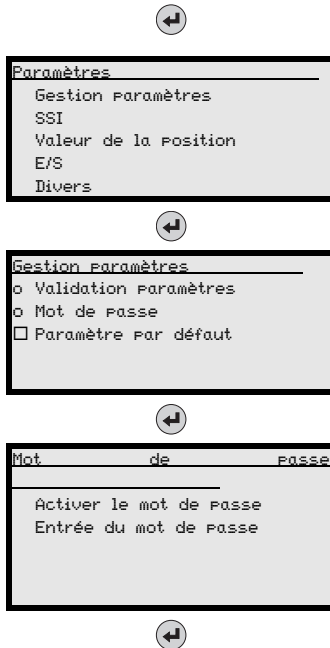 Paramètres
Gestion paramètres
SSI
Valeur de la position
E/S
Divers
Gestion paramètres
o Validation paramètres
o Mot de passe
☐ Paramètre par défaut
Mot de passe
Activer le mot de passe
Entrée du mot de passe